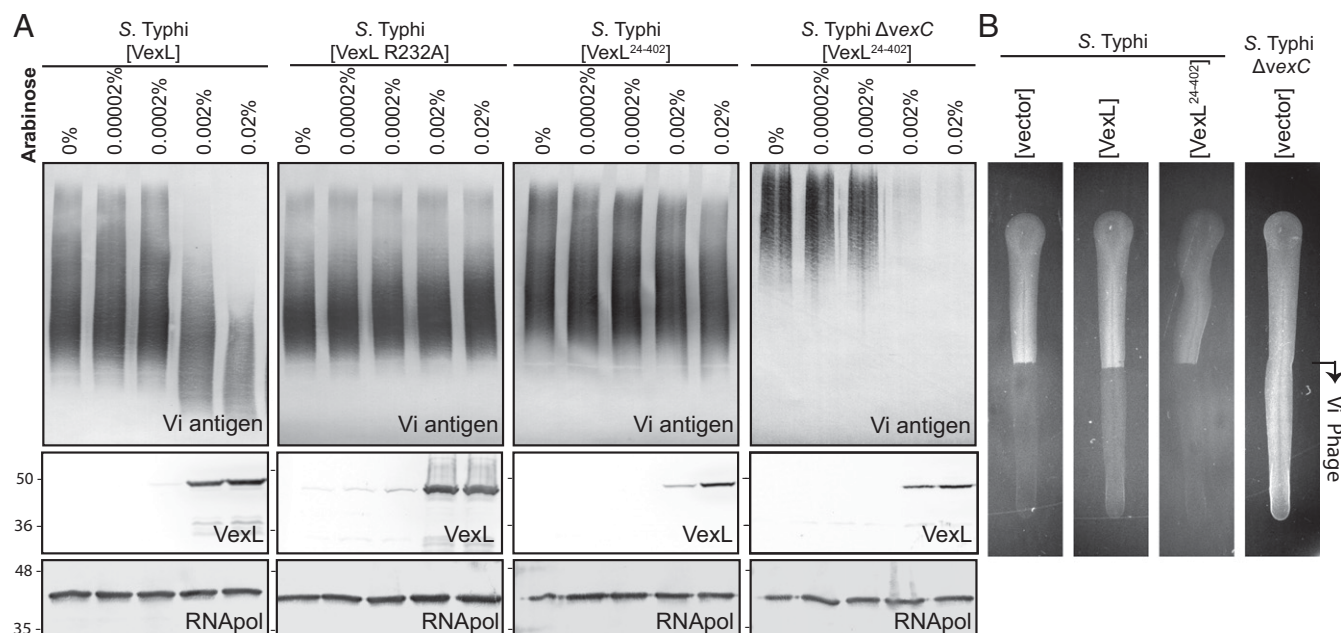 A
S. Typhi
[VexL]
S. Typhi
[VexL R232A]
S. Typhi
[VexL24-402]
S. Typhi ΔvexC
[VexL24-402]
Arabinose
0%
0.00002%
0.0002%
0.002%
0.02%
0%
0.00002%
0.0002%
0.002%
0.02%
0%
0.00002%
0.0002%
0.002%
0.02%
0%
0.00002%
0.0002%
0.002%
0.02%
Vi antigen
Vi antigen
Vi antigen
Vi antigen
50
36
VexL
VexL
VexL
VexL
48
35
RNApol
RNApol
RNApol
RNApol
B
S. Typhi
S. Typhi
ΔvexC
[vector]
[VexL]
[VexL24-402]
[vector]
Vi Phage